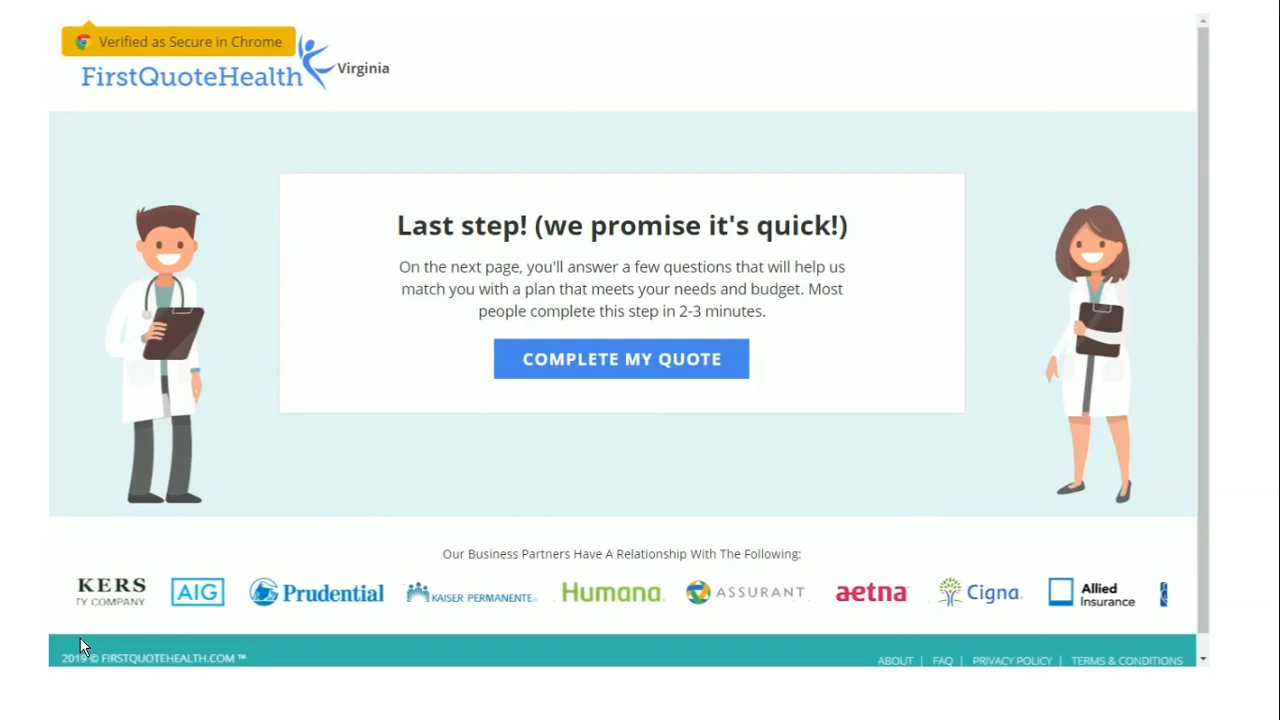 Verified as Secure in Chrome
FirstQuoteHealth
Virginia
Last step! (we promise it's quick!)
On the next page, you'll answer a few questions that will help us
match you with a plan that meets your needs and budget. Most
people complete this step in 2-3 minutes.
COMPLETE MY QUOTE
Our Business Partners Have A Relationship With The Following:
KERS
TY COMPANY
AIG
Prudential
KAISER PERMANENTE
Humana
ASSURANT
aetna
Cigna
Allied
Insurance
2019 © FIRSTQUOTEHEALTH.COM ™
ABOUT | FAQ | PRIVACY POLICY | TERMS & CONDITIONS